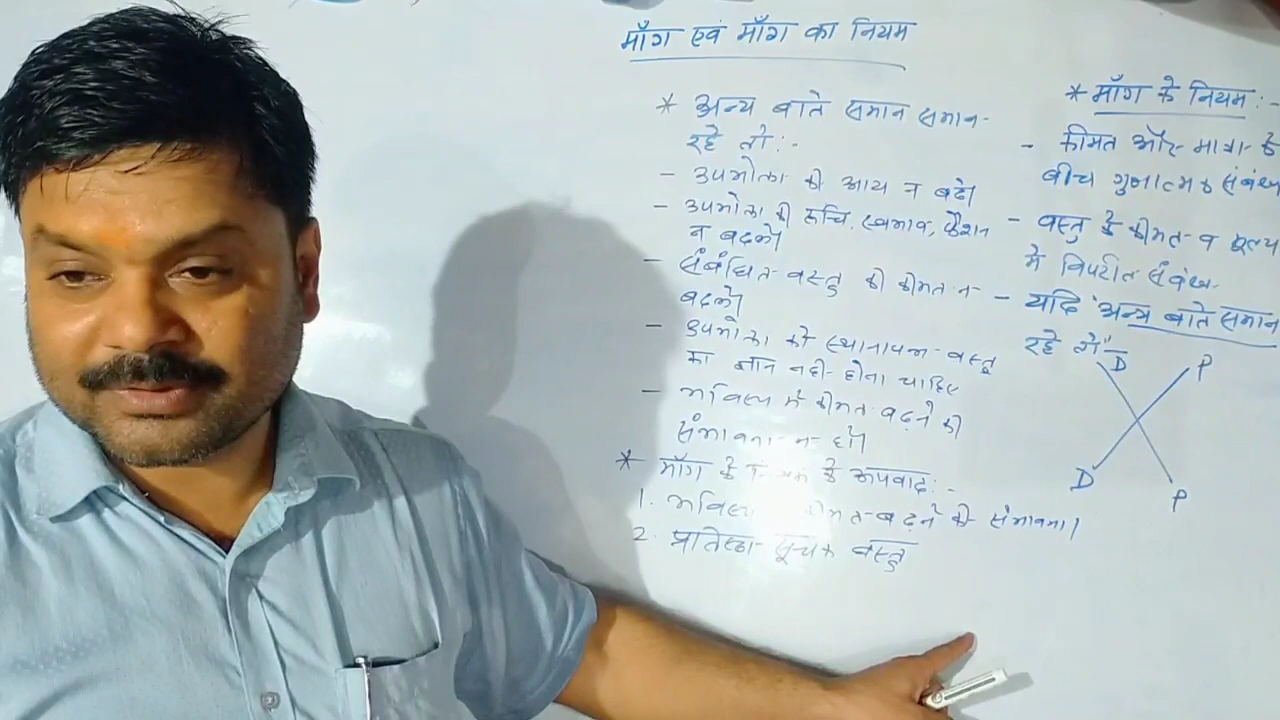 माँग एवं माँग का नियम
* अन्य बाते समान समान-
रहे तो:-
- उपभोक्ता की आय न बढे।
- उपभोक्ता की रुचि, स्वभाव, फैशन
न बदले।
- संबंधित वस्तु की कीमत न
बदले।
- उपभोक्ता को स्थानापन्न वस्तु
का ज्ञान नही होना चाहिए
- भविष्य मे कीमत बढ़ने की
संभावना न हो।
* माँग के नियम के अपवाद:-
1. भविष्य कीमत बढ़ने की संभावना।
2. प्रतिष्ठा सूचक वस्तु
* माँग के नियम:-
- कीमत और मात्रा के
बीच गुणात्मक संबंध
- वस्तु के कीमत व मूल्य
मे विपरीत संबंध
- यदि "अन्य बाते समान
रहे तो"
D P
D P